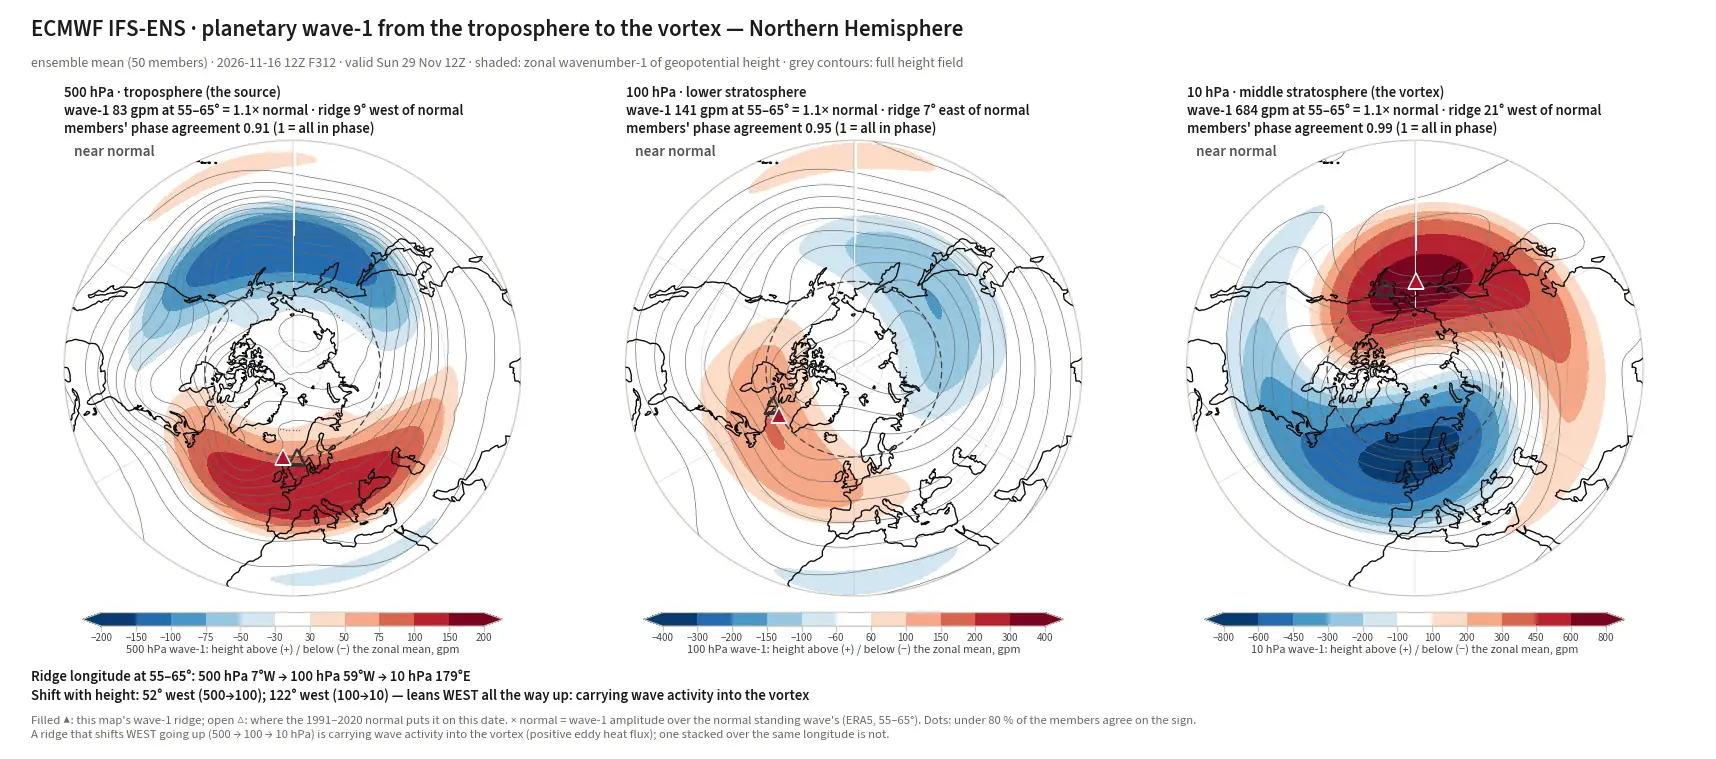 ECMWF IFS-ENS · planetary wave-1 from the troposphere to the vortex — Northern Hemisphere
ensemble mean (50 members) · 2026-11-16 12Z F312 · valid Sun 29 Nov 12Z · shaded: zonal wavenumber-1 of geopotential height · grey contours: full height field
500 hPa · troposphere (the source)
wave-1 83 gpm at 55–65° = 1.1× normal · ridge 9° west of normal
members' phase agreement 0.91 (1 = all in phase)
near normal
100 hPa · lower stratosphere
wave-1 141 gpm at 55–65° = 1.1× normal · ridge 7° east of normal
members' phase agreement 0.95 (1 = all in phase)
near normal
10 hPa · middle stratosphere (the vortex)
wave-1 684 gpm at 55–65° = 1.1× normal · ridge 21° west of normal
members' phase agreement 0.99 (1 = all in phase)
near normal
−200 −150 −100 −75 −50 −30 30 50 75 100 150 200
500 hPa wave-1: height above (+) / below (−) the zonal mean, gpm
−400 −300 −200 −150 −100 −60 60 100 150 200 300 400
100 hPa wave-1: height above (+) / below (−) the zonal mean, gpm
−800 −600 −450 −300 −200 −100 100 200 300 450 600 800
10 hPa wave-1: height above (+) / below (−) the zonal mean, gpm
Ridge longitude at 55–65°: 500 hPa 7°W → 100 hPa 59°W → 10 hPa 179°E
Shift with height: 52° west (500→100); 122° west (100→10) — leans WEST all the way up: carrying wave activity into the vortex
Filled ▲: this map's wave-1 ridge; open △: where the 1991–2020 normal puts it on this date. × normal = wave-1 amplitude over the normal standing wave's (ERA5, 55–65°). Dots: under 80 % of the members agree on the sign.
A ridge that shifts WEST going up (500 → 100 → 10 hPa) is carrying wave activity into the vortex (positive eddy heat flux); one stacked over the same longitude is not.